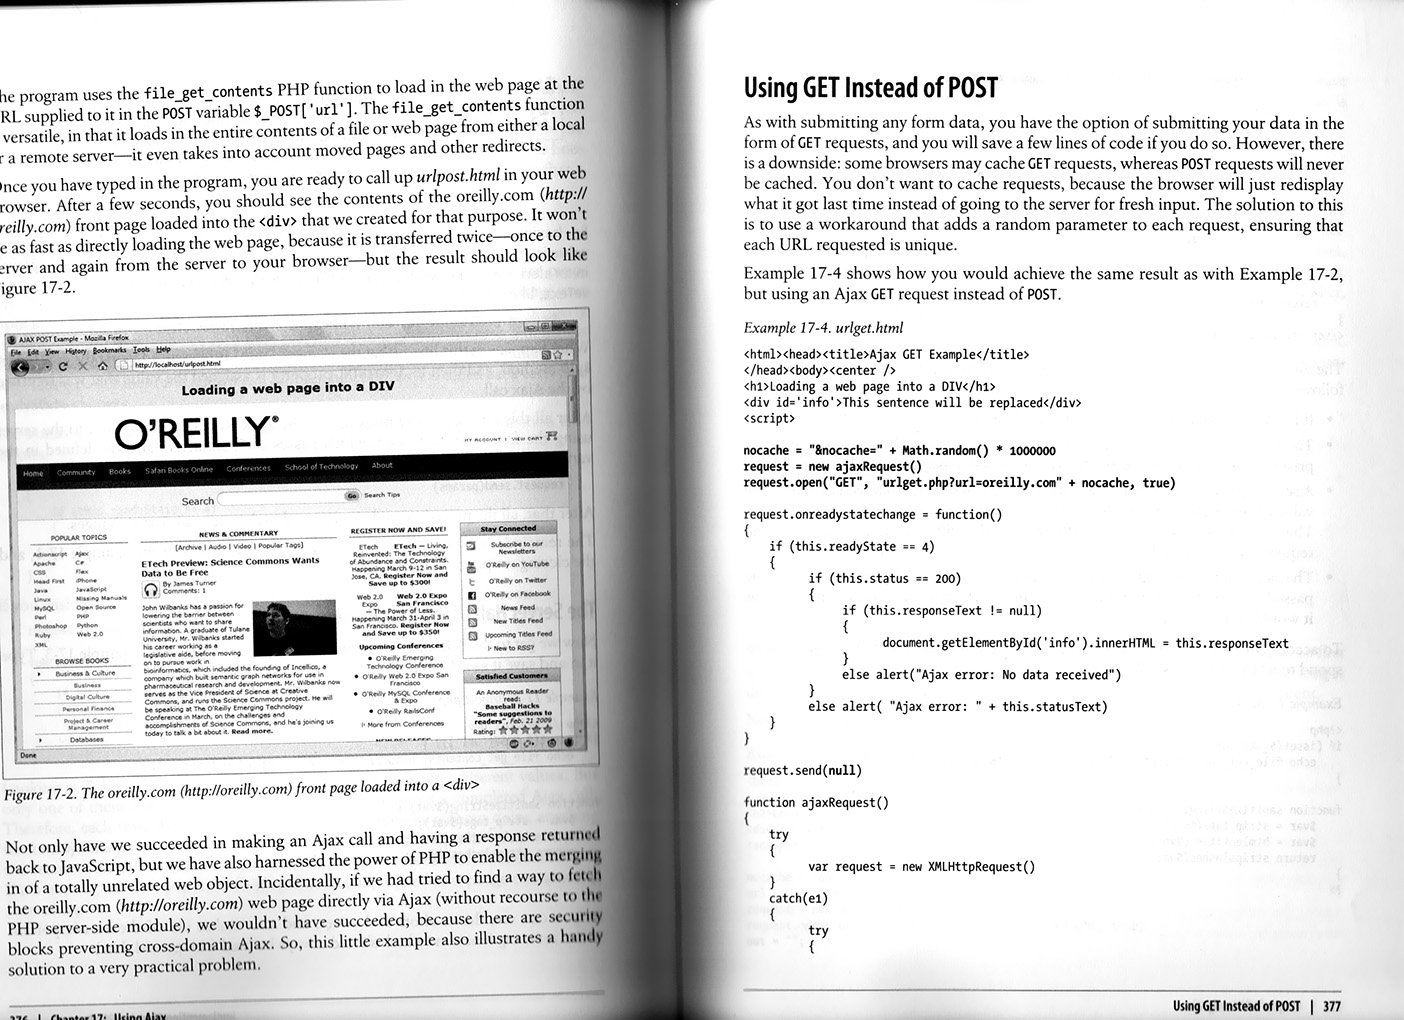 he program uses the file_get_contents PHP function to load in the web page at the
RL supplied to it in the POST variable $_POST['url']. The file_get_contents function
versatile, in that it loads in the entire contents of a file or web page from either a local
r a remote server—it even takes into account moved pages and other redirects.
nce you have typed in the program, you are ready to call up urlpost.html in your web
rowser. After a few seconds, you should see the contents of the oreilly.com (http://
reilly.com) front page loaded into the <div> that we created for that purpose. It won't
e as fast as directly loading the web page, because it is transferred twice—once to the
erver and again from the server to your browser—but the result should look like
igure 17-2.
AJAX POST Example - Mozilla Firefox
File Edit View History Bookmarks Tools Help
http://localhost/urlpost.html
Loading a web page into a DIV
O'REILLY®
MY ACCOUNT | VIEW CART
Home Community Books Safari Books Online Conferences School of Technology About
Search Go Search Tips
POPULAR TOPICS
Actionscript Ajax
Apache C#
CSS Flex
Head First iPhone
Java JavaScript
Linux Missing Manuals
MySQL Open Source
Perl PHP
Photoshop Python
Ruby Web 2.0
XML
BROWSE BOOKS
Business & Culture
Business
Digital Culture
Personal Finance
Project & Career
Management
Databases
NEWS & COMMENTARY
[Archive | Audio | Video | Popular Tags]
ETech Preview: Science Commons Wants
Data to Be Free
By James Turner
Comments: 1
John Wilbanks has a passion for
lowering the barrier between
scientists who want to share
information. A graduate of Tulane
University, Mr. Wilbanks started
his career working as a
legislative aide, before moving
on to pursue work in
bioinformatics, which included the founding of Incellico, a
company which built semantic graph networks for use in
pharmaceutical research and development. Mr. Wilbanks now
serves as the Vice President of Science at Creative
Commons, and runs the Science Commons project. He will
be speaking at The O'Reilly Emerging Technology
Conference in March, on the challenges and
accomplishments of Science Commons, and he's joining us
today to talk a bit about it. Read more.
REGISTER NOW AND SAVE!
ETech ETech — Living,
Reinvented: The Technology
of Abundance and Constraints.
Happening March 9-12 in San
Jose, CA. Register Now and
Save up to $300!
Web 2.0 Web 2.0 Expo
Expo San Francisco
— The Power of Less.
Happening March 31-April 3 in
San Francisco. Register Now
and Save up to $350!
Upcoming Conferences
O'Reilly Emerging
Technology Conference
O'Reilly Web 2.0 Expo San
Francisco
O'Reilly MySQL Conference
& Expo
O'Reilly RailsConf
More from Conferences
NEW RELEASES
Stay Connected
Subscribe to our
Newsletters
O'Reilly on YouTube
O'Reilly on Twitter
O'Reilly on Facebook
News Feed
New Titles Feed
Upcoming Titles Feed
New to RSS?
Satisfied Customers
An Anonymous Reader
read:
Baseball Hacks
"Some suggestions to
readers", Feb. 21 2009
Rating:
Done
Figure 17-2. The oreilly.com (http://oreilly.com) front page loaded into a <div>
Not only have we succeeded in making an Ajax call and having a response returned
back to JavaScript, but we have also harnessed the power of PHP to enable the merging
in of a totally unrelated web object. Incidentally, if we had tried to find a way to fetch
the oreilly.com (http://oreilly.com) web page directly via Ajax (without recourse to the
PHP server-side module), we wouldn't have succeeded, because there are security
blocks preventing cross-domain Ajax. So, this little example also illustrates a handy
solution to a very practical problem.
376 | Chapter 17: Using Ajax
Using GET Instead of POST
As with submitting any form data, you have the option of submitting your data in the
form of GET requests, and you will save a few lines of code if you do so. However, there
is a downside: some browsers may cache GET requests, whereas POST requests will never
be cached. You don't want to cache requests, because the browser will just redisplay
what it got last time instead of going to the server for fresh input. The solution to this
is to use a workaround that adds a random parameter to each request, ensuring that
each URL requested is unique.
Example 17-4 shows how you would achieve the same result as with Example 17-2,
but using an Ajax GET request instead of POST.
Example 17-4. urlget.html
<html><head><title>Ajax GET Example</title>
</head><body><center />
<h1>Loading a web page into a DIV</h1>
<div id='info'>This sentence will be replaced</div>
<script>
nocache = "&nocache=" + Math.random() * 1000000
request = new ajaxRequest()
request.open("GET", "urlget.php?url=oreilly.com" + nocache, true)
request.onreadystatechange = function()
{
if (this.readyState == 4)
{
if (this.status == 200)
{
if (this.responseText != null)
{
document.getElementById('info').innerHTML = this.responseText
}
else alert("Ajax error: No data received")
}
else alert( "Ajax error: " + this.statusText)
}
}
request.send(null)
function ajaxRequest()
{
try
{
var request = new XMLHttpRequest()
}
catch(e1)
{
try
{
Using GET Instead of POST | 377